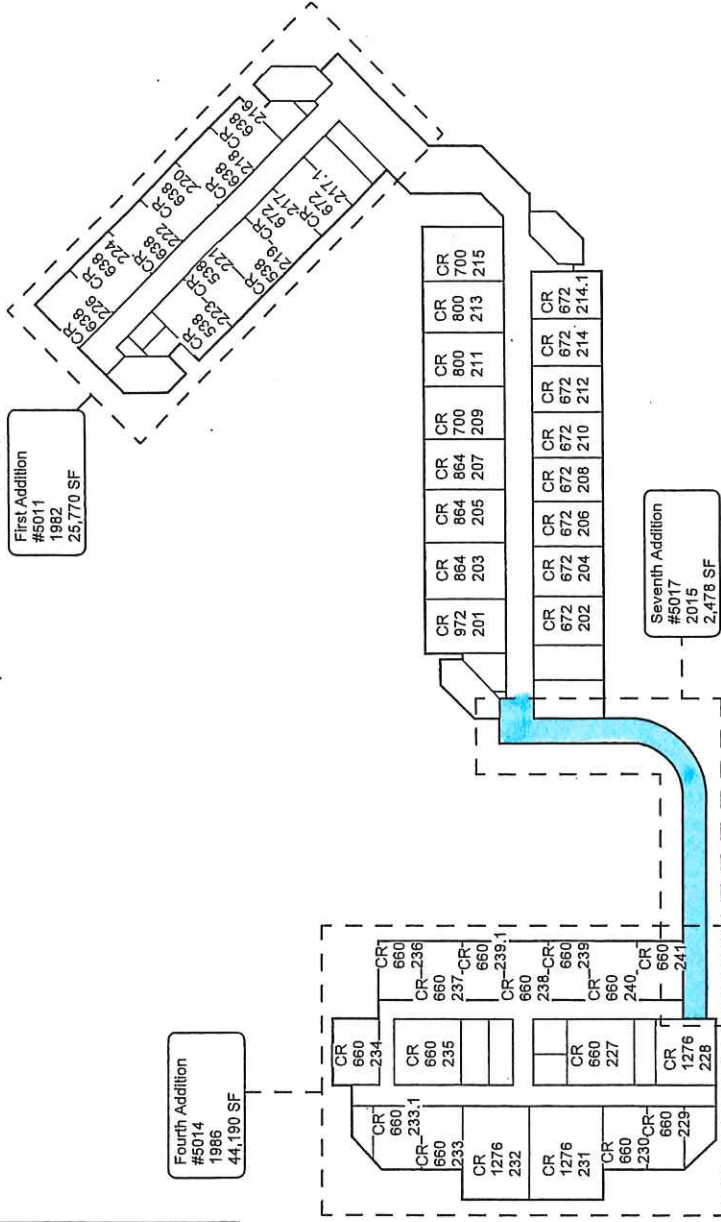 First Addition
#5011
1982
25,770 SF
CR
638
226
CR
638
224
CR
638
222
CR
638
220
CR
638
218
CR
638
216
CR
538
223
CR
538
221
CR
538
219
CR
672
217
CR
672
217.1
CR
972
201
CR
864
203
CR
864
205
CR
864
207
CR
700
209
CR
800
211
CR
800
213
CR
700
215
CR
672
202
CR
672
204
CR
672
206
CR
672
208
CR
672
210
CR
672
212
CR
672
214
CR
672
214.1
Seventh Addition
#5017
2015
2,478 SF
Fourth Addition
#5014
1986
44,190 SF
CR
660
234
CR
660
235
CR
660
227
CR
1276
228
CR
660
236
CR
660
237
CR
660
239.1
CR
660
238
CR
660
239
CR
660
240
CR
660
241
CR
660
233.1
CR
660
233
CR
1276
232
CR
1276
231
CR
660
230
CR
660
229